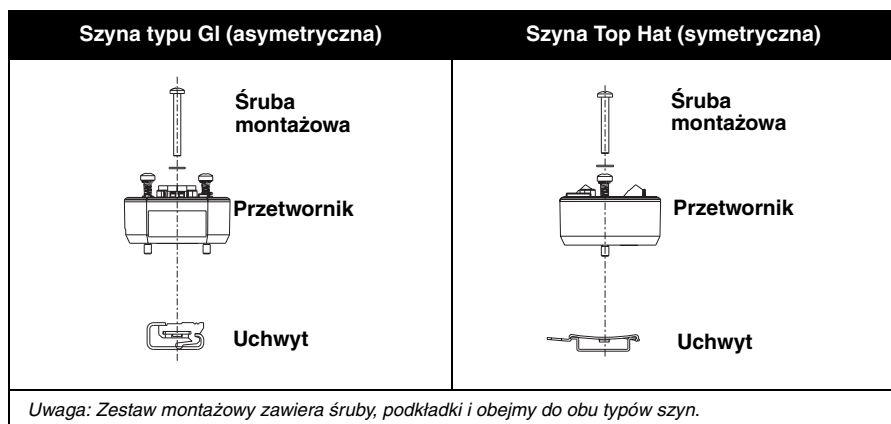 Szyna typu GI (asymetryczna)
Szyna Top Hat (symetryczna)
Śruba
montażowa
Przetwornik
Uchwyt
Śruba
montażowa
Przetwornik
Uchwyt
Uwaga: Zestaw montażowy zawiera śruby, podkładki i obejmy do obu typów szyn.